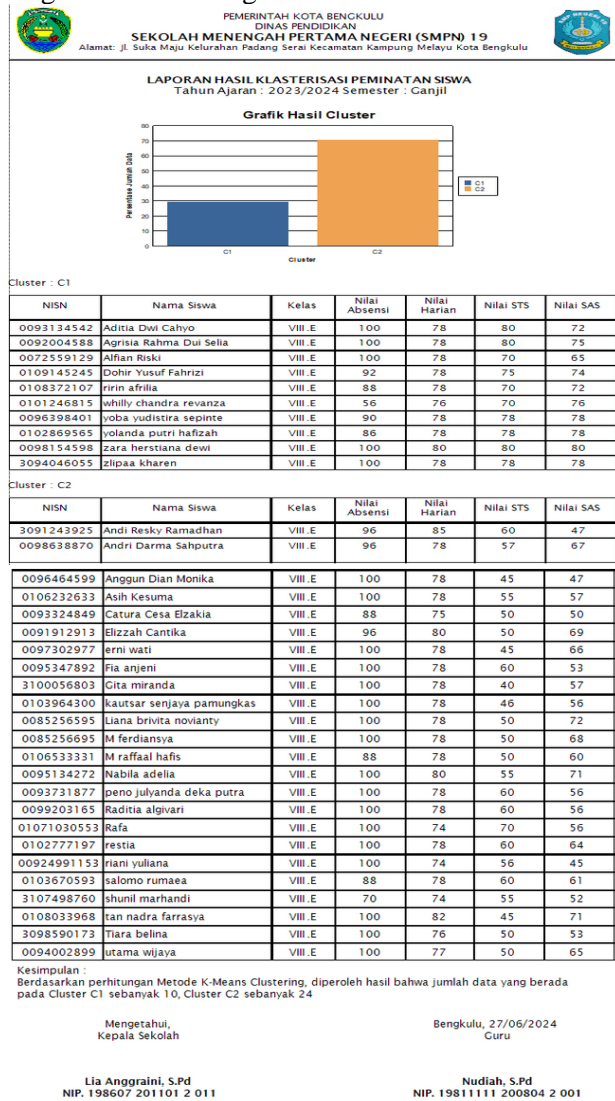 PEMERINTAH KOTA BENGKULU
DINAS PENDIDIKAN
SEKOLAH MENENGAH PERTAMA NEGERI (SMPN) 19
Alamat: Jl. Suka Maju Kelurahan Padang Serai Kecamatan Kampung Melayu Kota Bengkulu
LAPORAN HASIL KLASTERISASI PEMINATAN SISWA
Tahun Ajaran : 2023/2024 Semester : Ganjil
Grafik Hasil Cluster
Persentase Jumlah Data
80
70
60
50
40
30
20
10
0
C1 C2
Cluster
C1
C2
Cluster : C1
NISN Nama Siswa Kelas Nilai Absensi Nilai Harian Nilai STS Nilai SAS
0093134542 Aditia Dwi Cahyo VIII.E 100 78 80 72
0092004588 Agrisia Rahma Dui Selia VIII.E 100 78 80 75
0072559129 Alfian Riski VIII.E 100 78 70 65
0109145245 Dohir Yusuf Fahrizi VIII.E 92 78 75 74
0108372107 ririn afrilia VIII.E 88 78 70 72
0101246815 whilly chandra revanza VIII.E 56 76 70 76
0096398401 yoba yudistira sepinte VIII.E 90 78 78 78
0102869565 yolanda putri hafizah VIII.E 86 78 78 78
0098154598 zara herstiana dewi VIII.E 100 80 80 80
3094046055 zlipaa kharen VIII.E 100 78 78 78
Cluster : C2
NISN Nama Siswa Kelas Nilai Absensi Nilai Harian Nilai STS Nilai SAS
3091243925 Andi Resky Ramadhan VIII.E 96 85 60 47
0098638870 Andri Darma Sahputra VIII.E 96 78 57 67
0096464599 Anggun Dian Monika VIII.E 100 78 45 47
0106232633 Asih Kesuma VIII.E 100 78 55 57
0093324849 Catura Cesa Elzakia VIII.E 88 75 50 50
0091912913 Elizzah Cantika VIII.E 96 80 50 69
0097302977 erni wati VIII.E 100 78 45 66
0095347892 Fia anjeni VIII.E 100 78 60 53
3100056803 Gita miranda VIII.E 100 78 40 57
0103964300 kautsar senjaya pamungkas VIII.E 100 78 46 56
0085256595 Liana brivita novianty VIII.E 100 78 50 72
0085256695 M ferdiansya VIII.E 100 78 50 68
0106533331 M raffaal hafis VIII.E 88 78 50 60
0095134272 Nabila adelia VIII.E 100 80 55 71
0093731877 peno julyanda deka putra VIII.E 100 78 60 56
0099203165 Raditia algivari VIII.E 100 78 60 56
01071030553 Rafa VIII.E 100 74 70 56
0102777197 restia VIII.E 100 78 60 64
00924991153 riani yuliana VIII.E 100 74 56 45
0103670593 salomo rumaea VIII.E 88 78 60 61
3107498760 shunil marhandi VIII.E 70 74 55 52
0108033968 tan nadra farrasya VIII.E 100 82 45 71
3098590173 Tiara belina VIII.E 100 76 50 53
0094002899 utama wijaya VIII.E 100 77 50 65
Kesimpulan :
Berdasarkan perhitungan Metode K-Means Clustering, diperoleh hasil bahwa jumlah data yang berada
pada Cluster C1 sebanyak 10, Cluster C2 sebanyak 24
Mengetahui,
Kepala Sekolah
Bengkulu, 27/06/2024
Guru
Lia Anggraini, S.Pd
NIP. 198607 201101 2 011
Nudiah, S.Pd
NIP. 19811111 200804 2 001